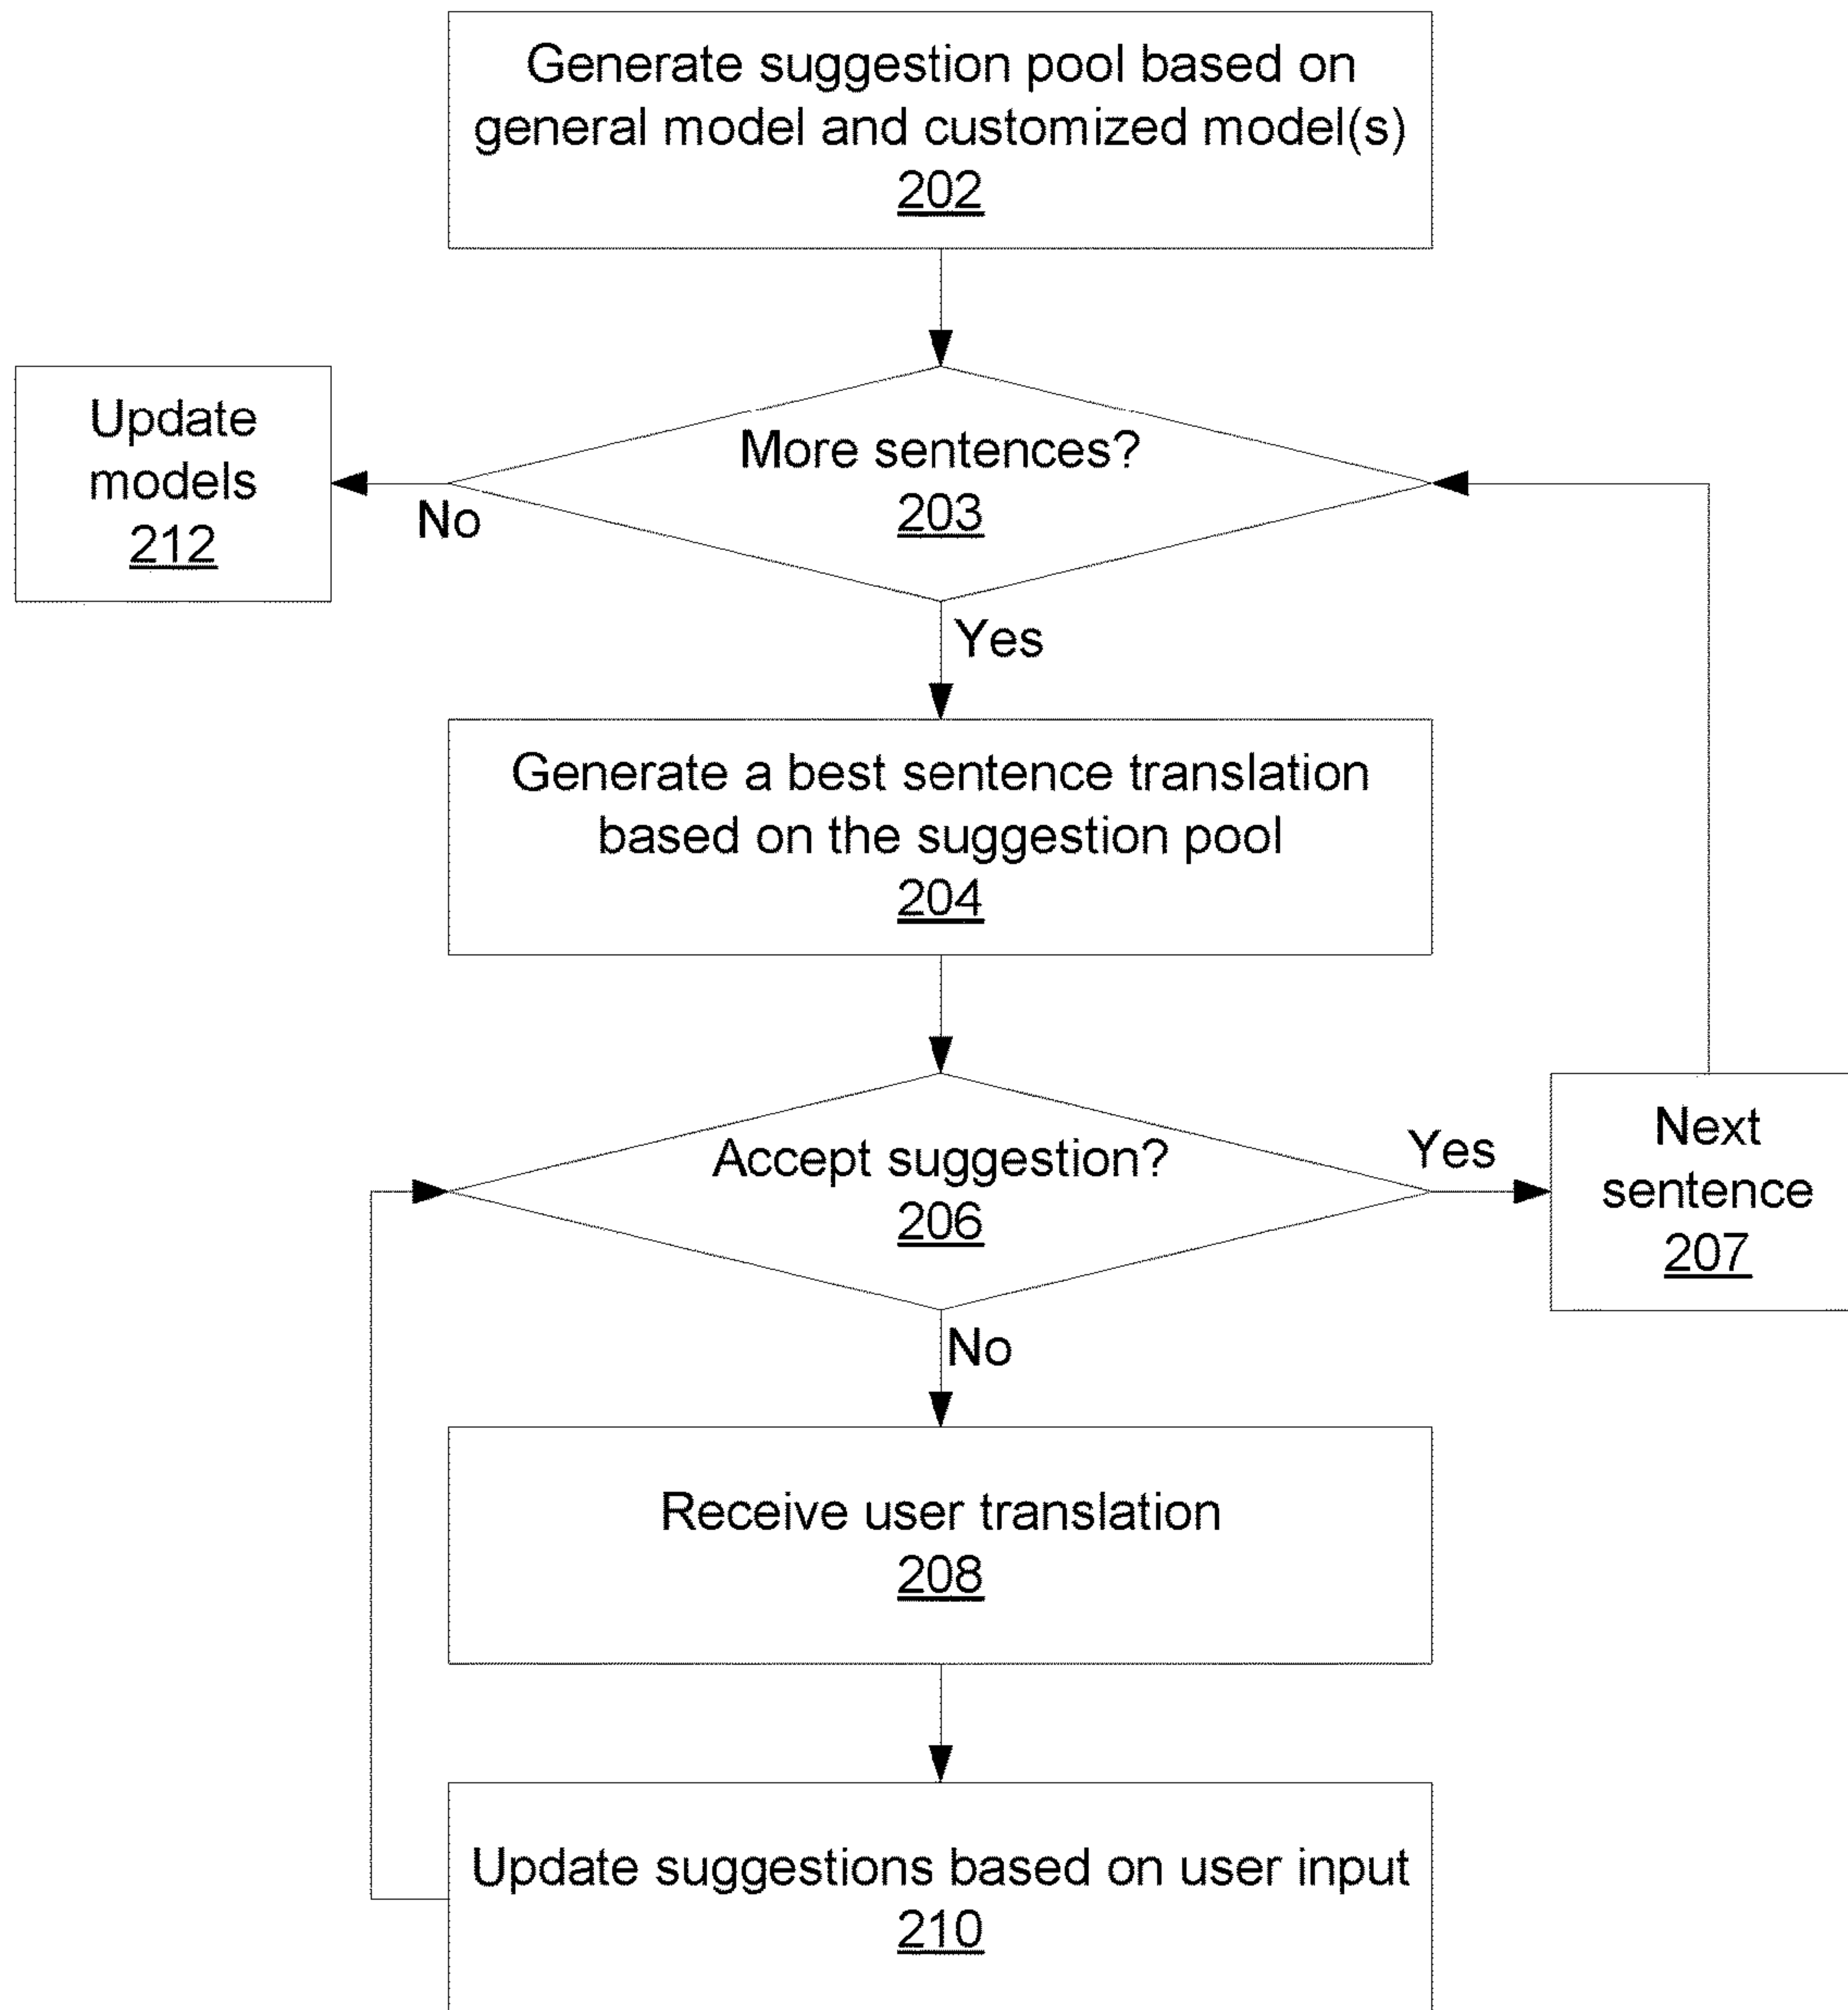 Generate suggestion pool based on
general model and customized model(s)
202
More sentences?
203
Update
models
212
No
Yes
Generate a best sentence translation
based on the suggestion pool
204
Accept suggestion?
206
Yes
Next
sentence
207
No
Receive user translation
208
Update suggestions based on user input
210